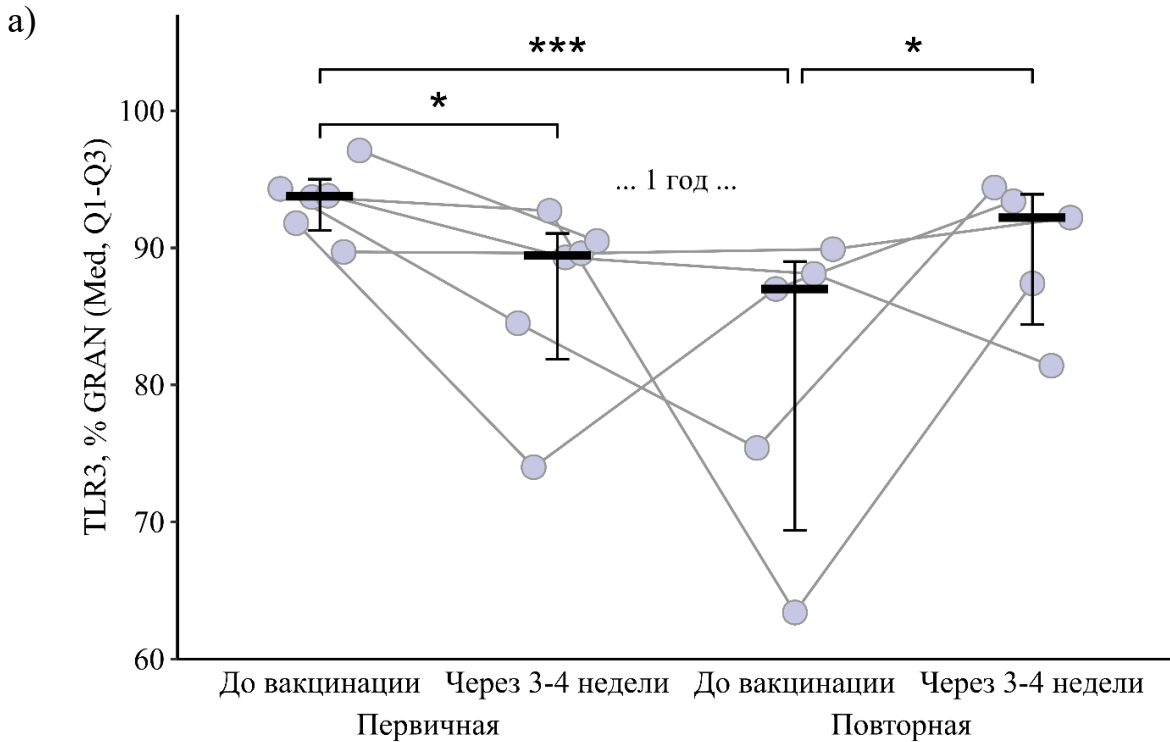 а)
***
*
*
... 1 год ...
TLR3, % GRAN (Med, Q1-Q3)
100
90
80
70
60
До вакцинации Через 3-4 недели До вакцинации Через 3-4 недели
Первичная Повторная